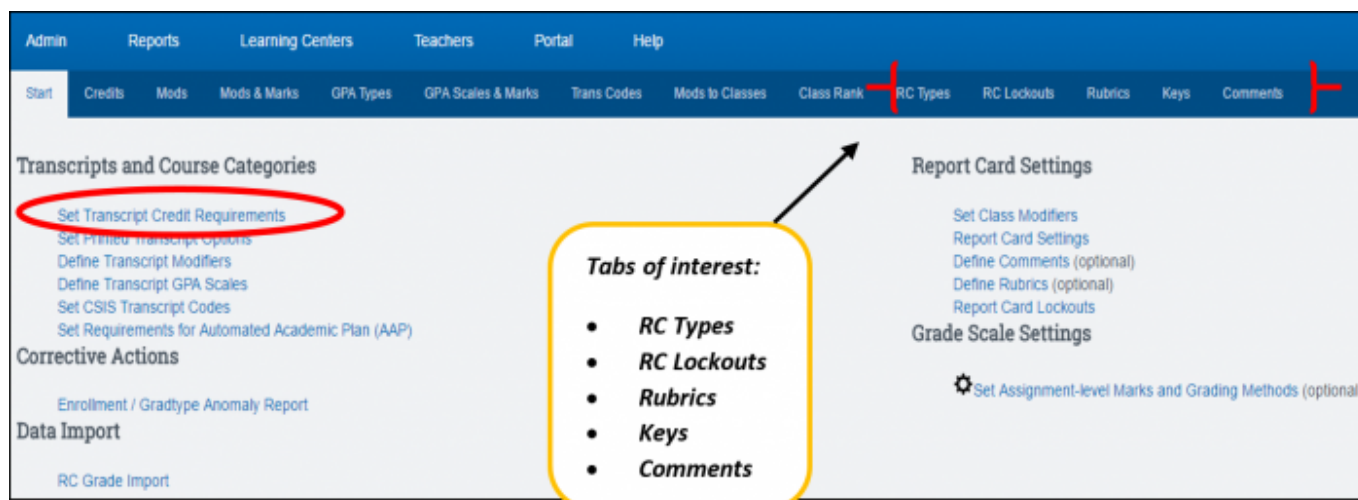 Admin Reports Learning Centers Teachers Portal Help
Start Credits Mods Mods & Marks GPA Types GPA Scales & Marks Trans Codes Mods to Classes Class Rank RC Types RC Lockouts Rubrics Keys Comments
Transcripts and Course Categories
Set Transcript Credit Requirements
Set Printed Transcript Options
Define Transcript Modifiers
Define Transcript GPA Scales
Set CSIS Transcript Codes
Set Requirements for Automated Academic Plan (AAP)
Corrective Actions
Enrollment / Gradtype Anomaly Report
Data Import
RC Grade Import
Tabs of interest:
• RC Types
• RC Lockouts
• Rubrics
• Keys
• Comments
Report Card Settings
Set Class Modifiers
Report Card Settings
Define Comments (optional)
Define Rubrics (optional)
Report Card Lockouts
Grade Scale Settings
Set Assignment-level Marks and Grading Methods (optional